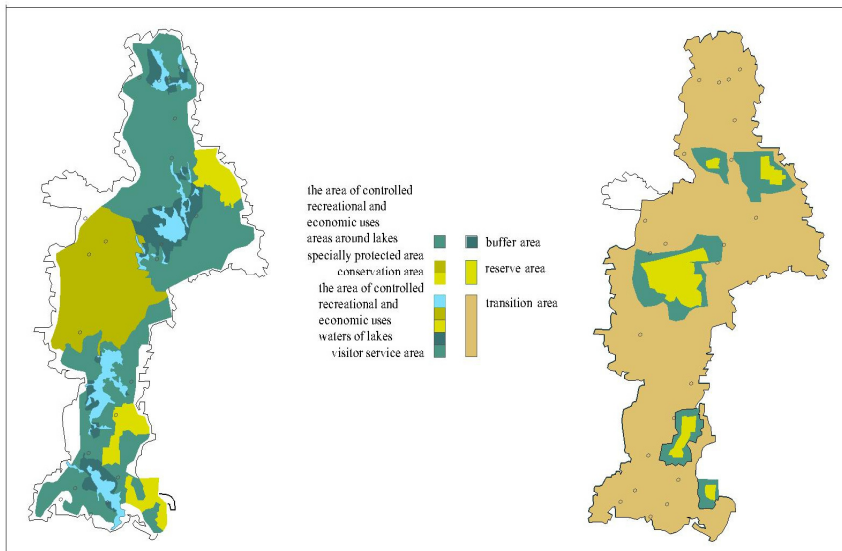 the area of controlled
recreational and
economic uses
areas around lakes
buffer area
specially protected area
conservation area
reserve area
the area of controlled
recreational and
transition area
economic uses
waters of lakes
visitor service area